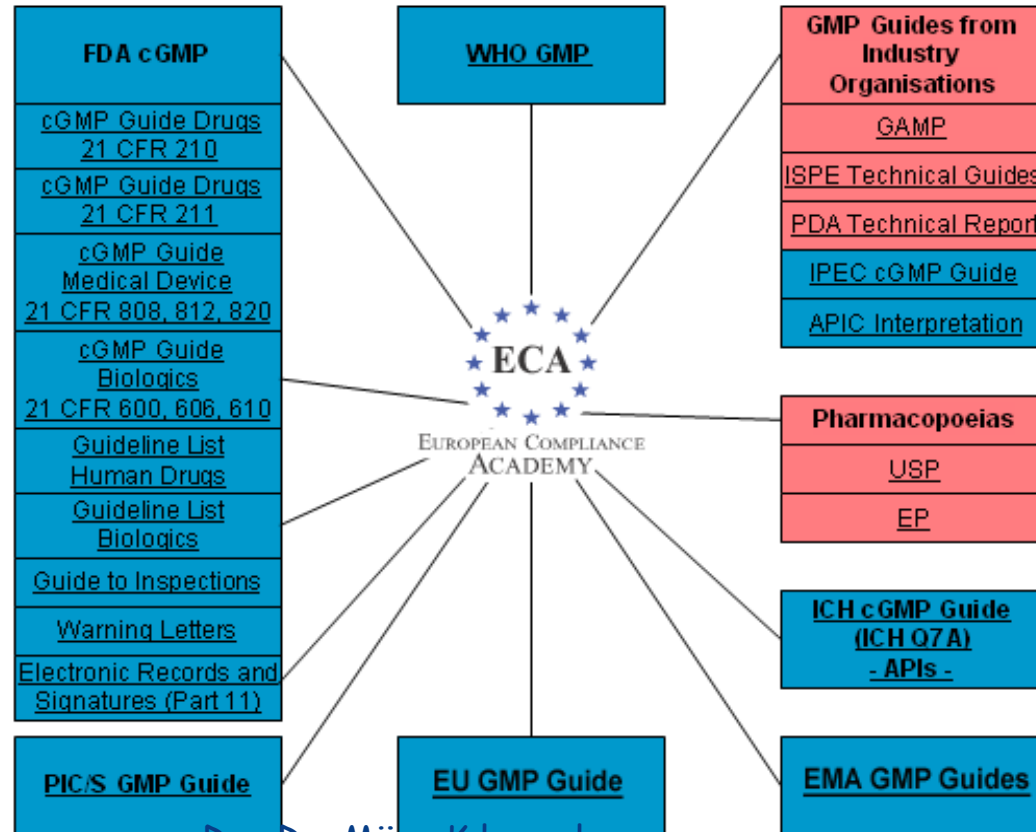 FDA cGMP
cGMP Guide Drugs
21 CFR 210
cGMP Guide Drugs
21 CFR 211
cGMP Guide
Medical Device
21 CFR 808, 812, 820
cGMP Guide
Biologics
21 CFR 600, 606, 610
Guideline List
Human Drugs
Guideline List
Biologics
Guide to Inspections
Warning Letters
Electronic Records and
Signatures (Part 11)
PIC/S GMP Guide
WHO GMP
ECA
EUROPEAN COMPLIANCE
ACADEMY
EU GMP Guide
GMP Guides from
Industry
Organisations
GAMP
ISPE Technical Guides
PDA Technical Report
IPEC cGMP Guide
APIC Interpretation
Pharmacopoeias
USP
EP
ICH cGMP Guide
(ICH Q7A)
- APIs -
EMA GMP Guides